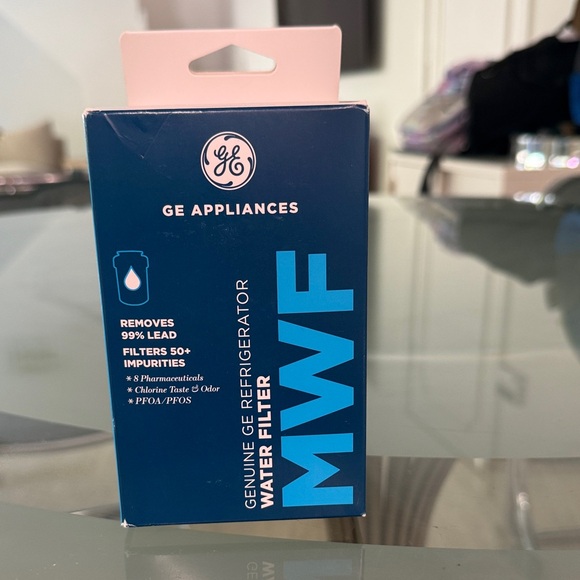 GE
GE APPLIANCES
REMOVES
99% LEAD
FILTERS 50+
IMPURITIES
* 8 Pharmaceuticals
* Chlorine Taste & Odor
* PFOA/PFOS
GENUINE GE REFRIGERATOR
WATER FILTER
MWF